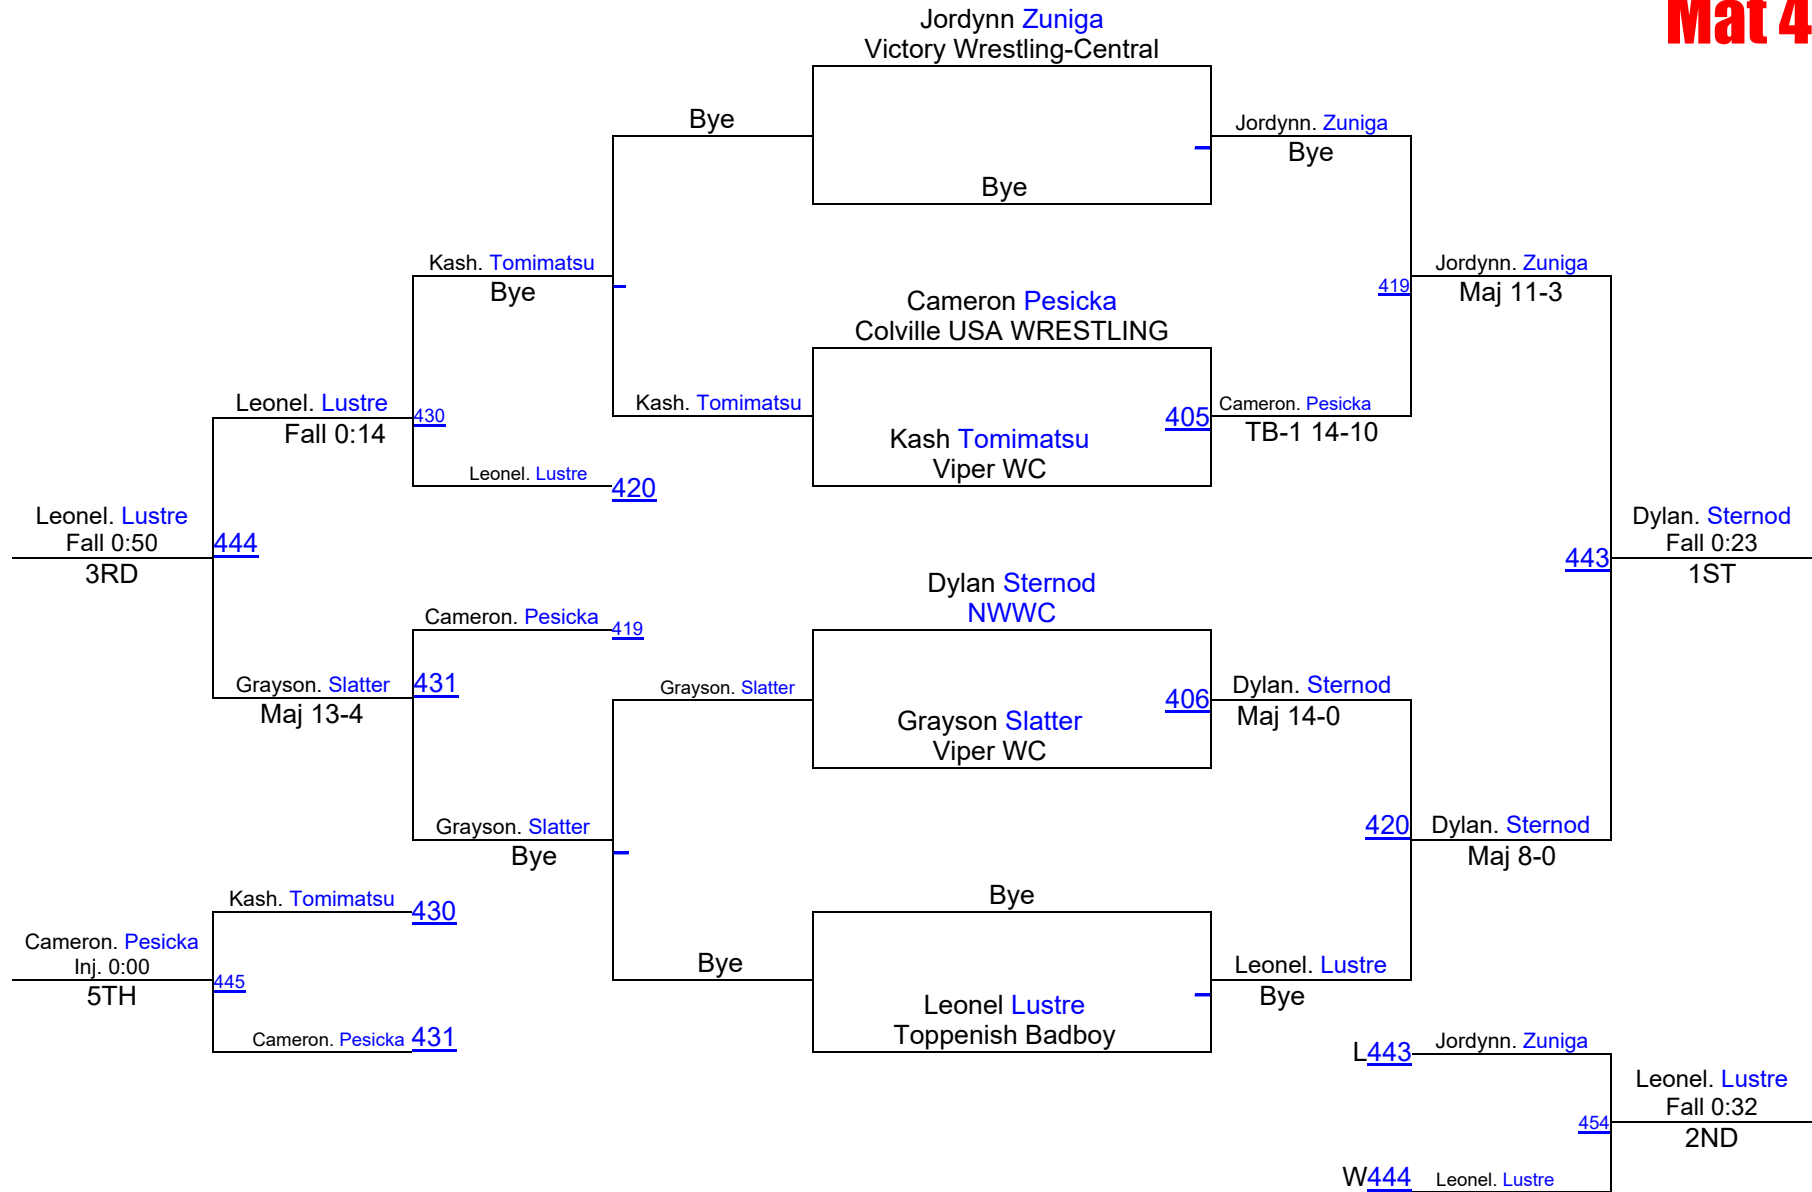 Mat 4
Jordynn Zuniga
Victory Wrestling-Central
Bye
Jordynn. Zuniga
Bye
Bye
Kash. Tomimatsu
Bye
Jordynn. Zuniga
419
Maj 11-3
Cameron Pesicka
Colville USA WRESTLING
Leonel. Lustre
430
Fall 0:14
Kash. Tomimatsu
405
Cameron. Pesicka
TB-1 14-10
Kash Tomimatsu
Viper WC
Leonel. Lustre
420
Leonel. Lustre
Fall 0:50
444
3RD
Dylan. Sternod
Fall 0:23
443
1ST
Dylan Sternod
NWWC
Cameron. Pesicka
419
Grayson. Slatter
431
Maj 13-4
Grayson. Slatter
406
Dylan. Sternod
Maj 14-0
Grayson Slatter
Viper WC
Grayson. Slatter
Bye
420
Dylan. Sternod
Maj 8-0
Kash. Tomimatsu
430
Bye
Cameron. Pesicka
Inj. 0:00
445
5TH
Bye
Leonel. Lustre
Bye
Leonel Lustre
Toppenish Badboy
Cameron. Pesicka 431
L443
Jordynn. Zuniga
Leonel. Lustre
Fall 0:32
454
2ND
W444
Leonel. Lustre